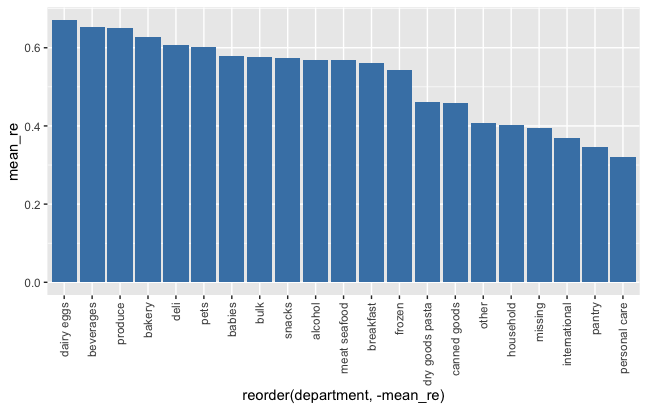 mean_re
0.6
0.4
0.2
0.0
dairy eggs
beverages
produce
bakery
deli
pets
babies
bulk
snacks
alcohol
meat seafood
breakfast
frozen
dry goods pasta
canned goods
other
household
missing
international
pantry
personal care
reorder(department, -mean_re)